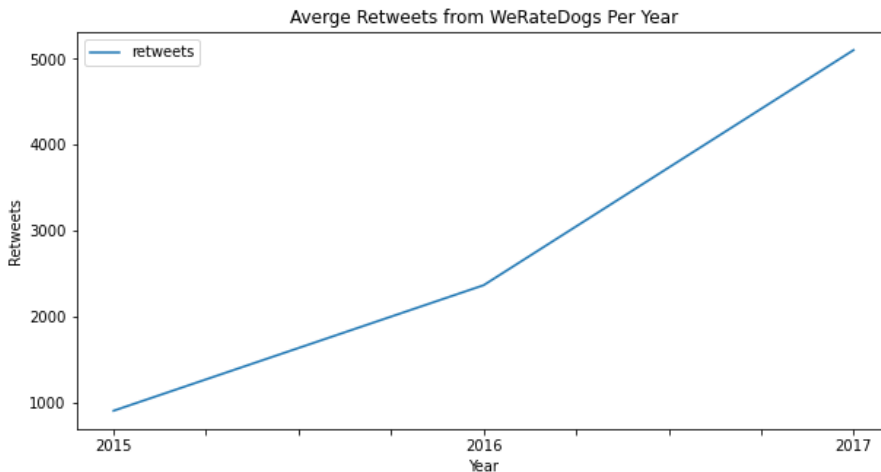 Averge Retweets from WeRateDogs Per Year
retweets
5000
4000
3000
2000
1000
Retweets
2015 2016 2017
Year